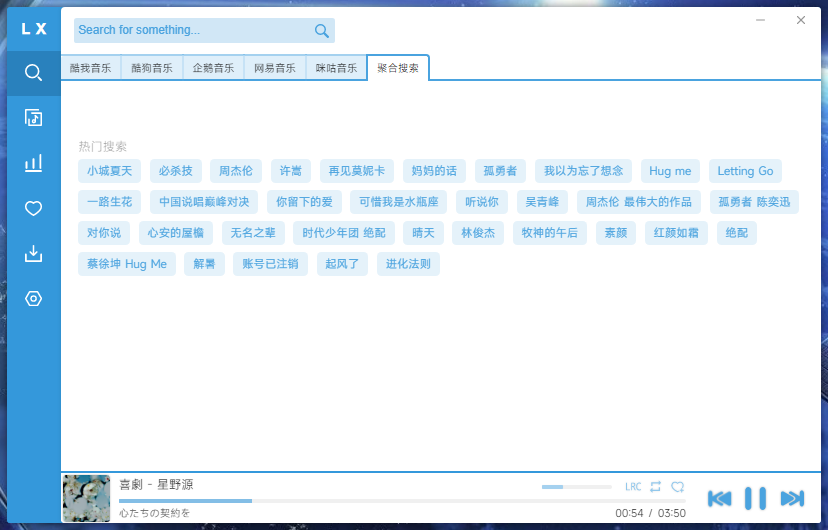 LX
Search for something...
酷我音乐 酷狗音乐 企鹅音乐 网易音乐 咪咕音乐 聚合搜索
热门搜索
小城夏天 必杀技 周杰伦 许嵩 再见莫妮卡 妈妈的话 孤勇者 我以为忘了想念 Hug me Letting Go
一路生花 中国说唱巅峰对决 你留下的爱 可惜我是水瓶座 听说你 吴青峰 周杰伦 最伟大的作品 孤勇者 陈奕迅
对你说 心安的屋檐 无名之辈 时代少年团 绝配 晴天 林俊杰 牧神的午后 素颜 红颜如霜 绝配
蔡徐坤 Hug Me 解暑 账号已注销 起风了 进化法则
喜劇 - 星野源
LRC
心たちの契約を
00:54 / 03:50